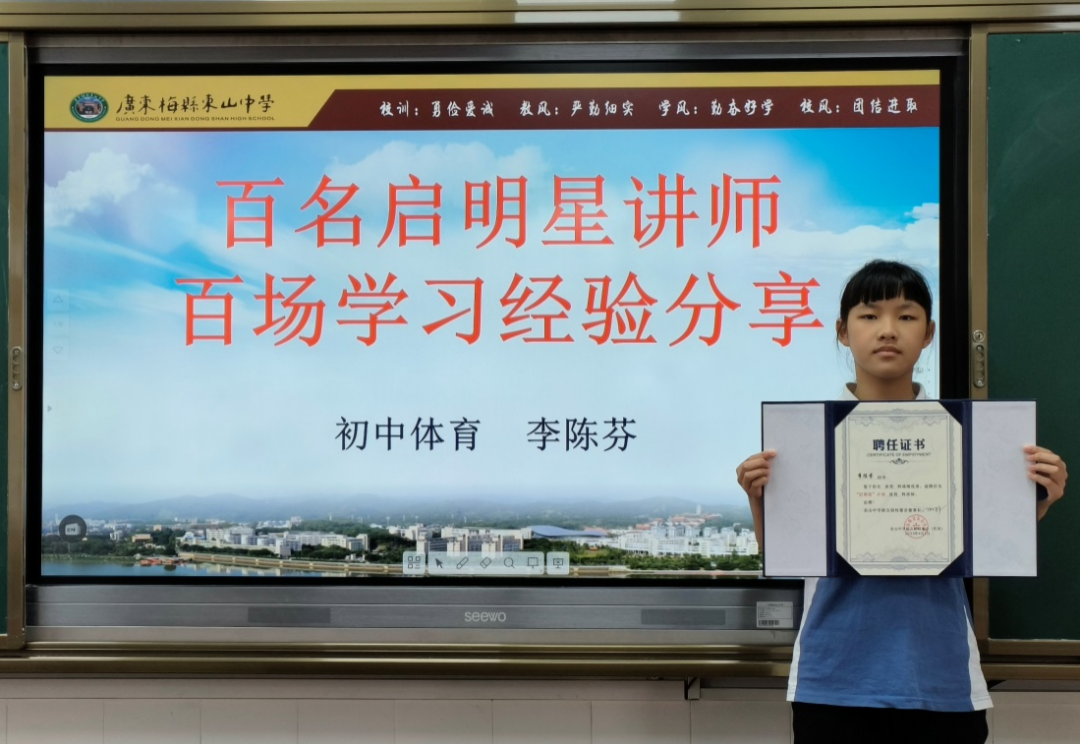 廣東梅縣東山中學
GUANG DONG MEI XIAN DONG SHAN HIGH SCHOOL
校训：勇俭爱诚 教风：严勤细实 学风：勤奋好学 校风：团结进取
百名启明星讲师
百场学习经验分享
初中体育 李陈芬
seewo
聘任证书
CERTIFICATE OF EMPLOYMENT